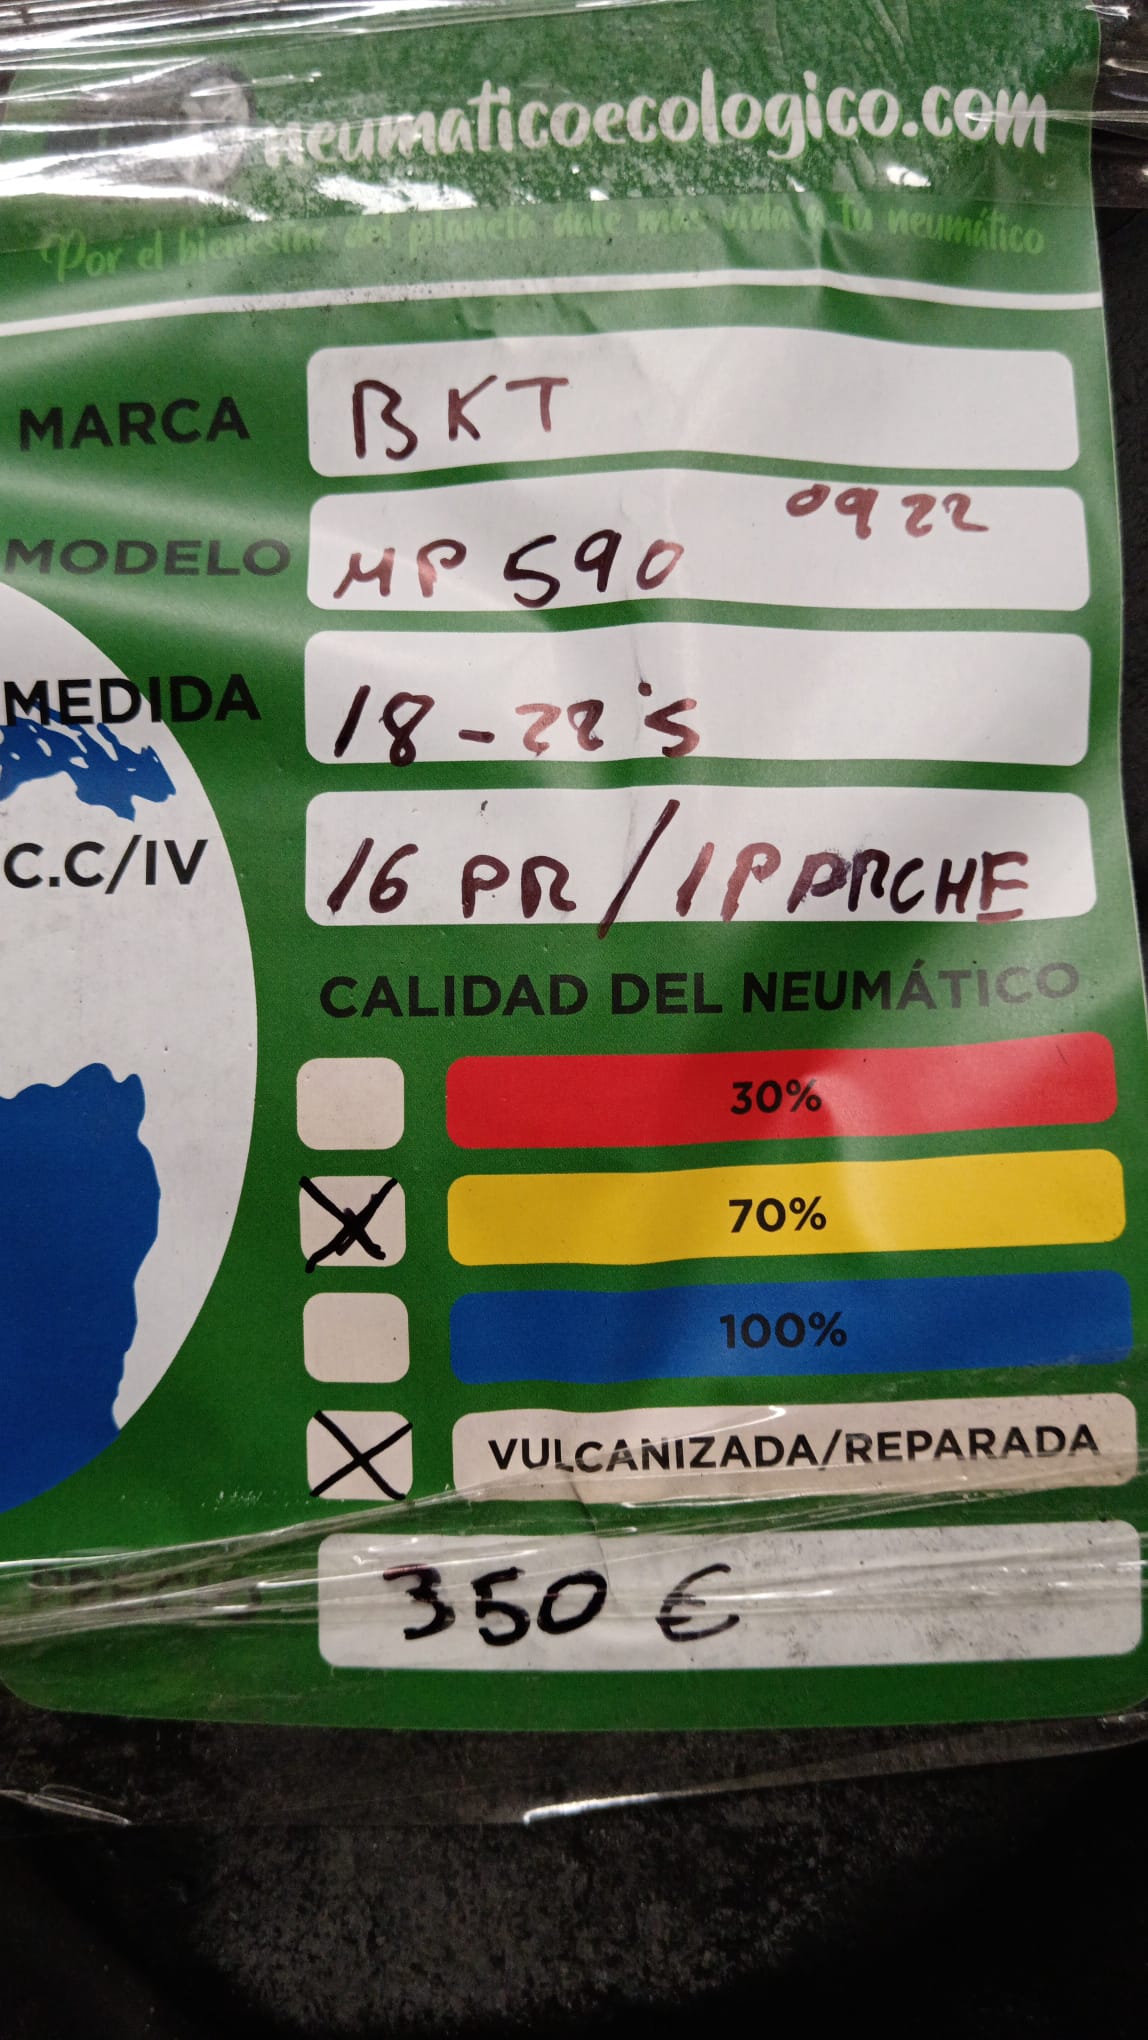 neumaticoecologico.com
Por el bienestar del planeta dale más vida a tu neumático
MARCA BKT
MODELO MP 590 0922
MEDIDA 18-22'5
C.C/IV 16 PR/1P PARCHE
CALIDAD DEL NEUMÁTICO
30%
X 70%
100%
X VULCANIZADA/REPARADA
350 €